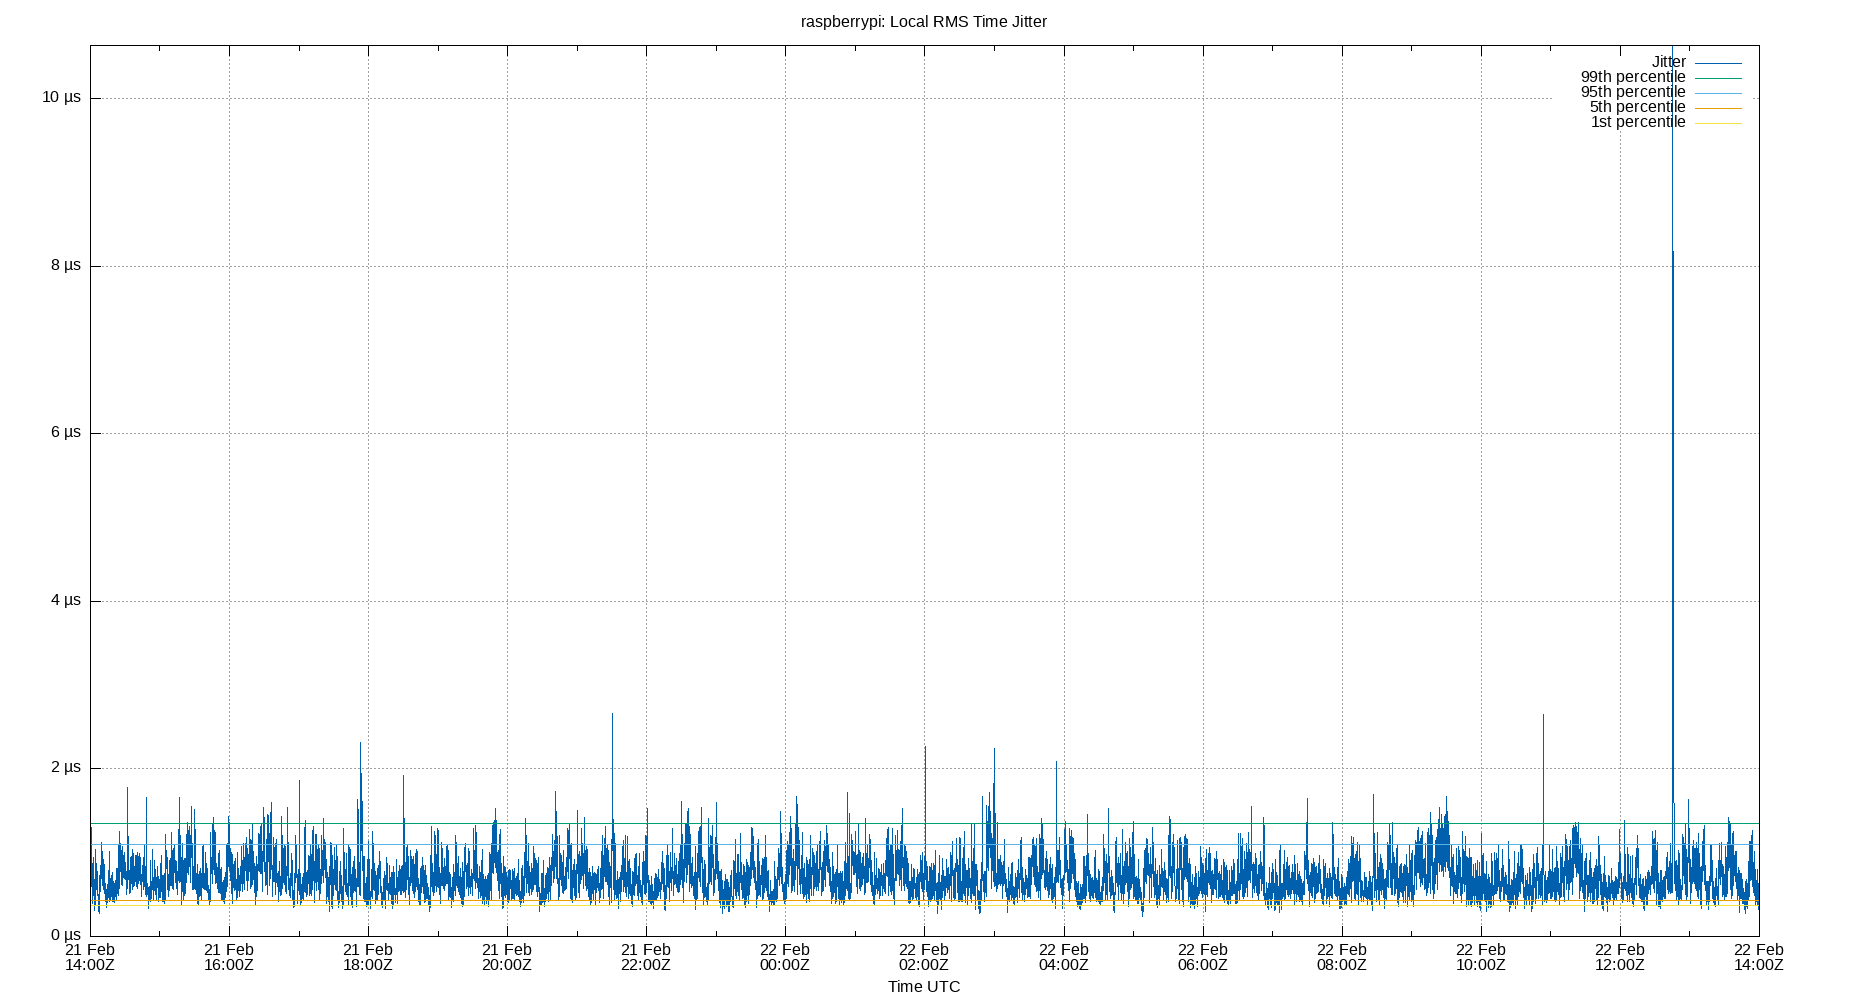 raspberrypi: Local RMS Time Jitter
Jitter
99th percentile
95th percentile
5th percentile
1st percentile
10 µs
8 µs
6 µs
4 µs
2 µs
0 µs
21 Feb 21 Feb 21 Feb 21 Feb 21 Feb 22 Feb 22 Feb 22 Feb 22 Feb 22 Feb 22 Feb 22 Feb 22 Feb
14:00Z 16:00Z 18:00Z 20:00Z 22:00Z 00:00Z 02:00Z 04:00Z 06:00Z 08:00Z 10:00Z 12:00Z 14:00Z
Time UTC